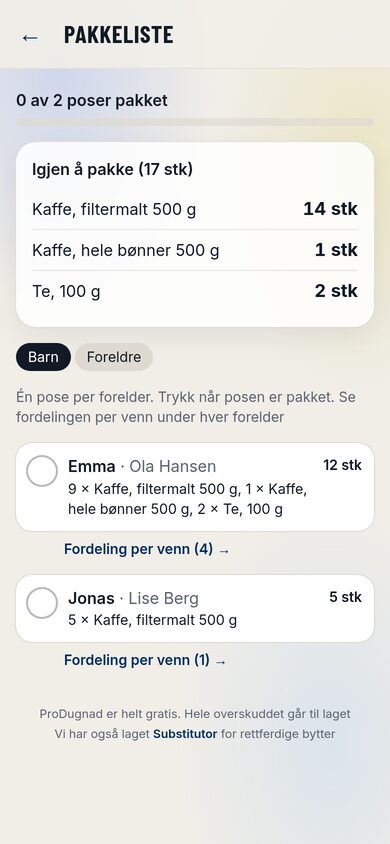 ← PAKKELISTE
0 av 2 poser pakket
Igjen å pakke (17 stk)
Kaffe, filtermalt 500 g 14 stk
Kaffe, hele bønner 500 g 1 stk
Te, 100 g 2 stk
Barn Foreldre
Én pose per forelder. Trykk når posen er pakket. Se
fordelingen per venn under hver forelder
Emma · Ola Hansen 12 stk
9 × Kaffe, filtermalt 500 g, 1 × Kaffe,
hele bønner 500 g, 2 × Te, 100 g
Fordeling per venn (4) →
Jonas · Lise Berg 5 stk
5 × Kaffe, filtermalt 500 g
Fordeling per venn (1) →
ProDugnad er helt gratis. Hele overskuddet går til laget
Vi har også laget Substitutor for rettferdige bytter